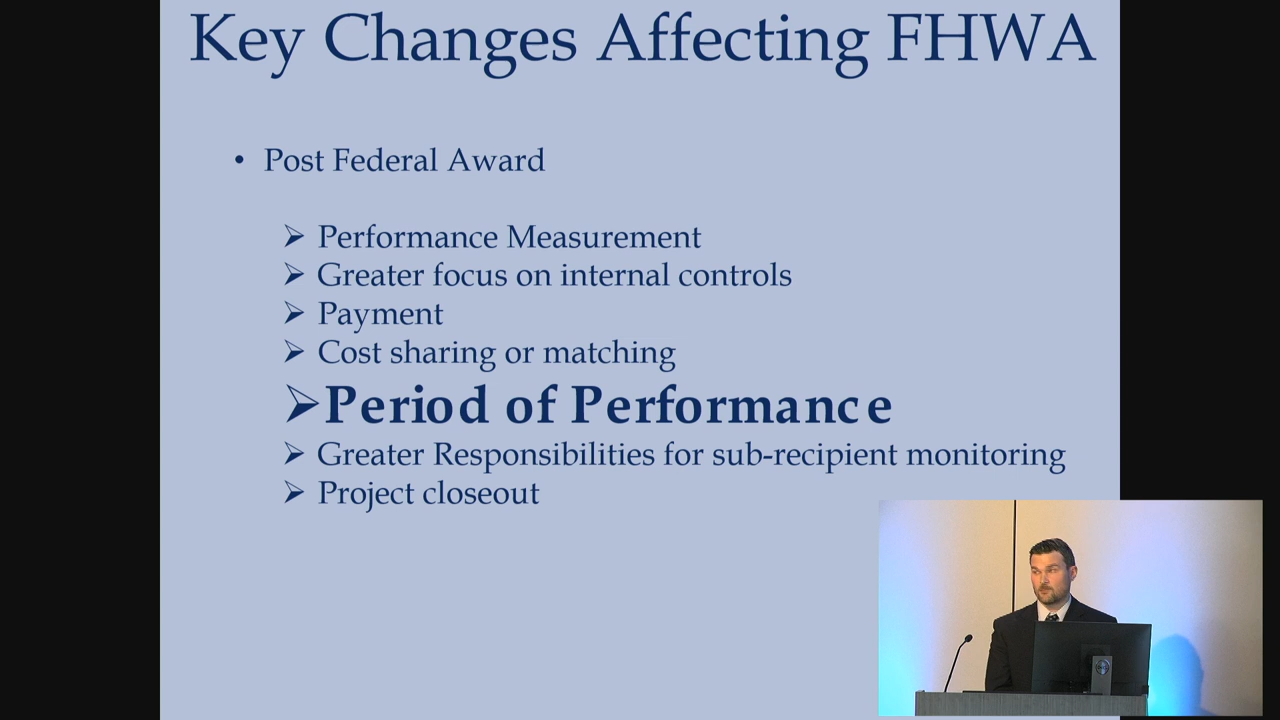 Key Changes Affecting FHWA
• Post Federal Award
➢ Performance Measurement
➢ Greater focus on internal controls
➢ Payment
➢ Cost sharing or matching
➢Period of Performance
➢ Greater Responsibilities for sub-recipient monitoring
➢ Project closeout